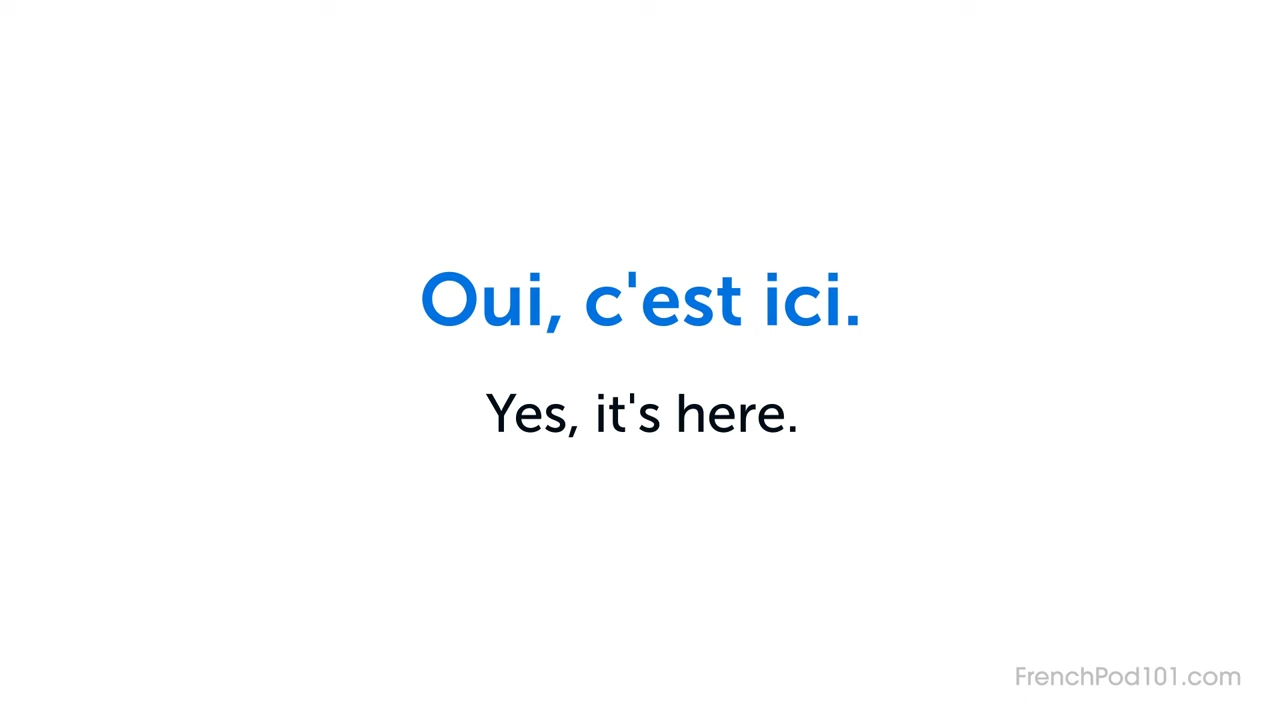 Oui, c'est ici.
Yes, it's here.
FrenchPod101.com